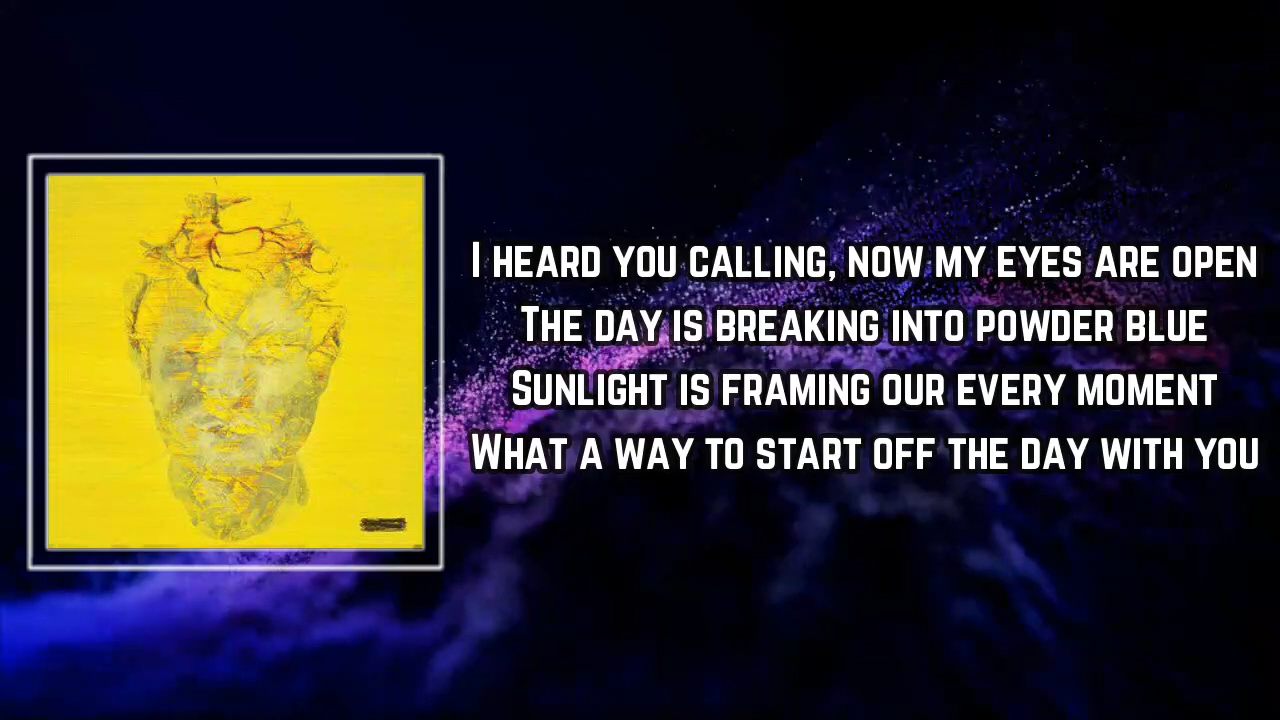 I heard you calling, now my eyes are open
The day is breaking into powder blue
Sunlight is framing our every moment
What a way to start off the day with you